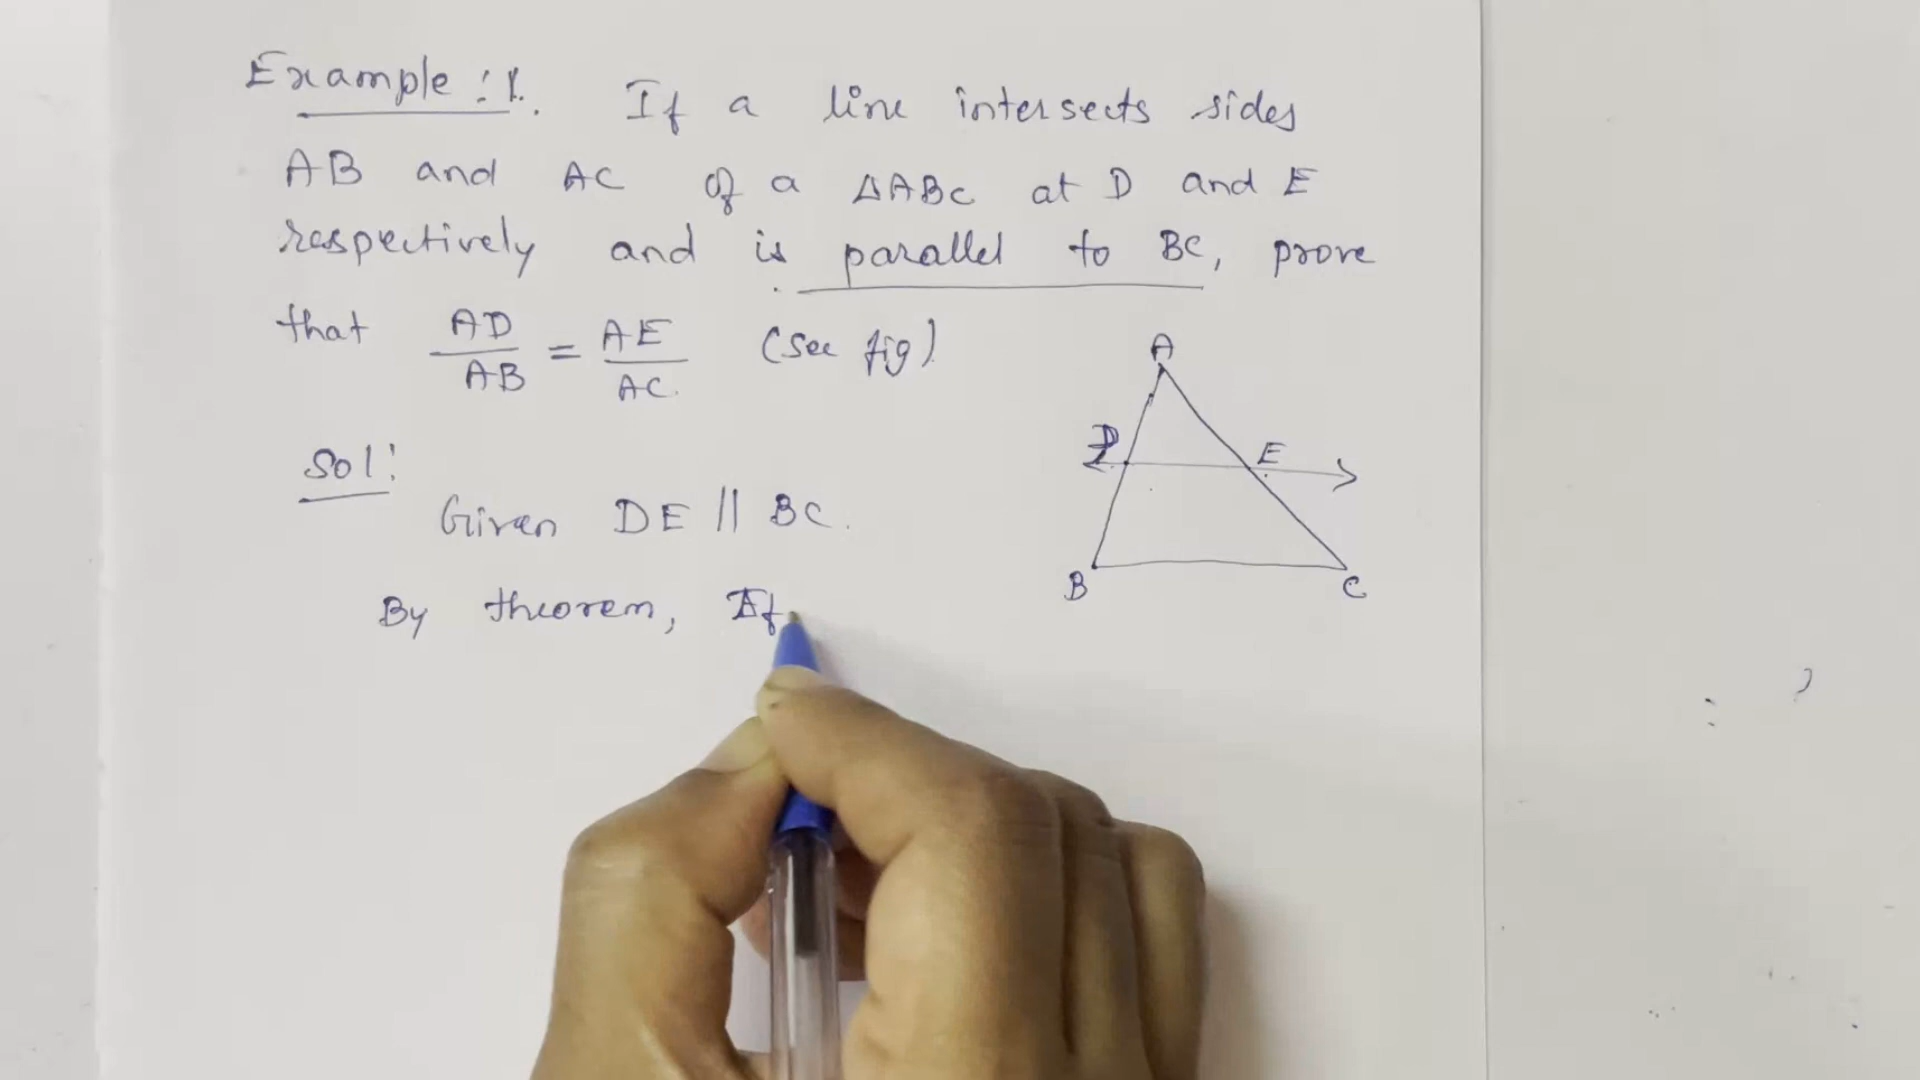 Example : 1. If a line intersects sides
AB and AC of a ΔABC at D and E
respectively and is parallel to BC, prove
that AD/AB = AE/AC. (see fig)
A
D E
B C
Sol:
Given DE || BC.
By theorem, If